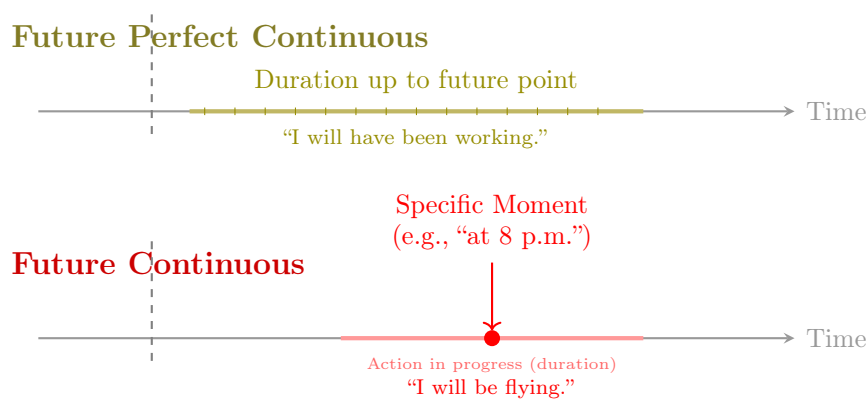 Future Perfect Continuous
Duration up to future point
Time
“I will have been working.”
Specific Moment
(e.g., “at 8 p.m.”)
Future Continuous
Time
Action in progress (duration)
“I will be flying.”